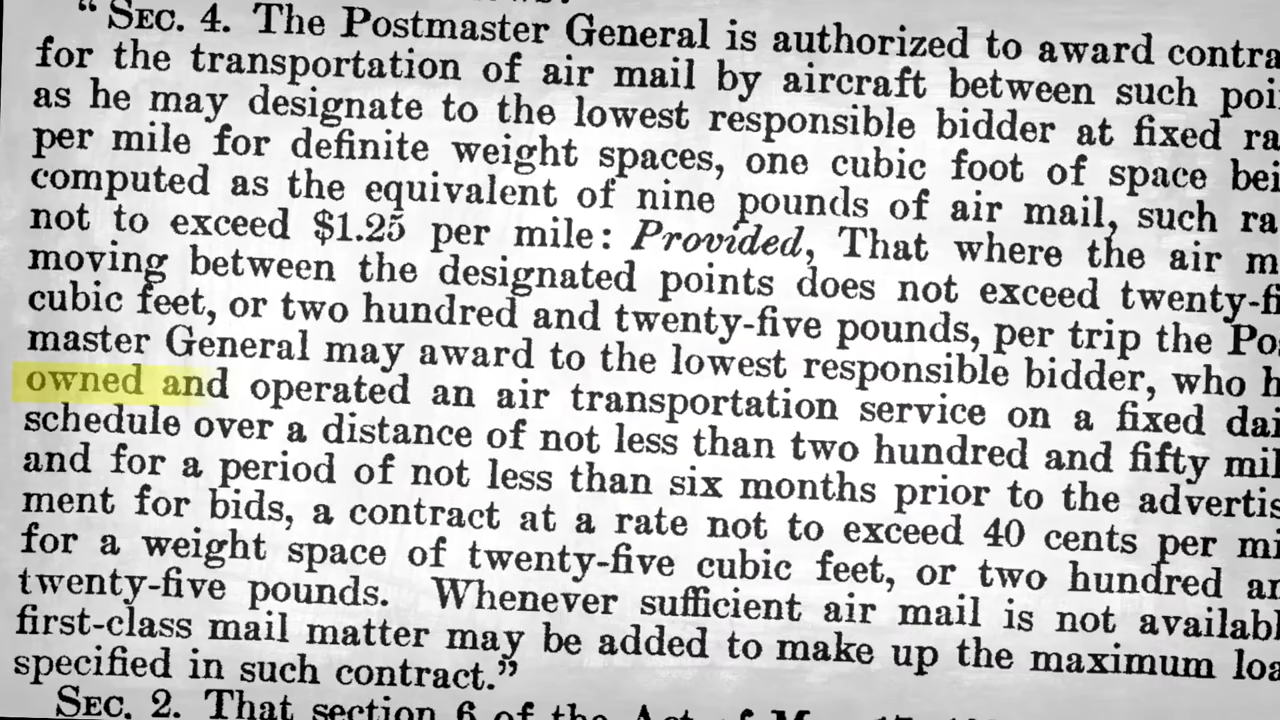 “ SEC. 4. The Postmaster General is authorized to award contra
for the transportation of air mail by aircraft between such poi
as he may designate to the lowest responsible bidder at fixed ra
per mile for definite weight spaces, one cubic foot of space bei
computed as the equivalent of nine pounds of air mail, such ra
not to exceed $1.25 per mile: Provided, That where the air m
moving between the designated points does not exceed twenty-fi
cubic feet, or two hundred and twenty-five pounds, per trip the Po
master General may award to the lowest responsible bidder, who h
owned and operated an air transportation service on a fixed dai
schedule over a distance of not less than two hundred and fifty mil
and for a period of not less than six months prior to the advertis
ment for bids, a contract at a rate not to exceed 40 cents per mi
for a weight space of twenty-five cubic feet, or two hundred an
twenty-five pounds. Whenever sufficient air mail is not availabl
first-class mail matter may be added to make up the maximum loa
specified in such contract.”
SEC. 2. That section 6 of the Act of May 17,